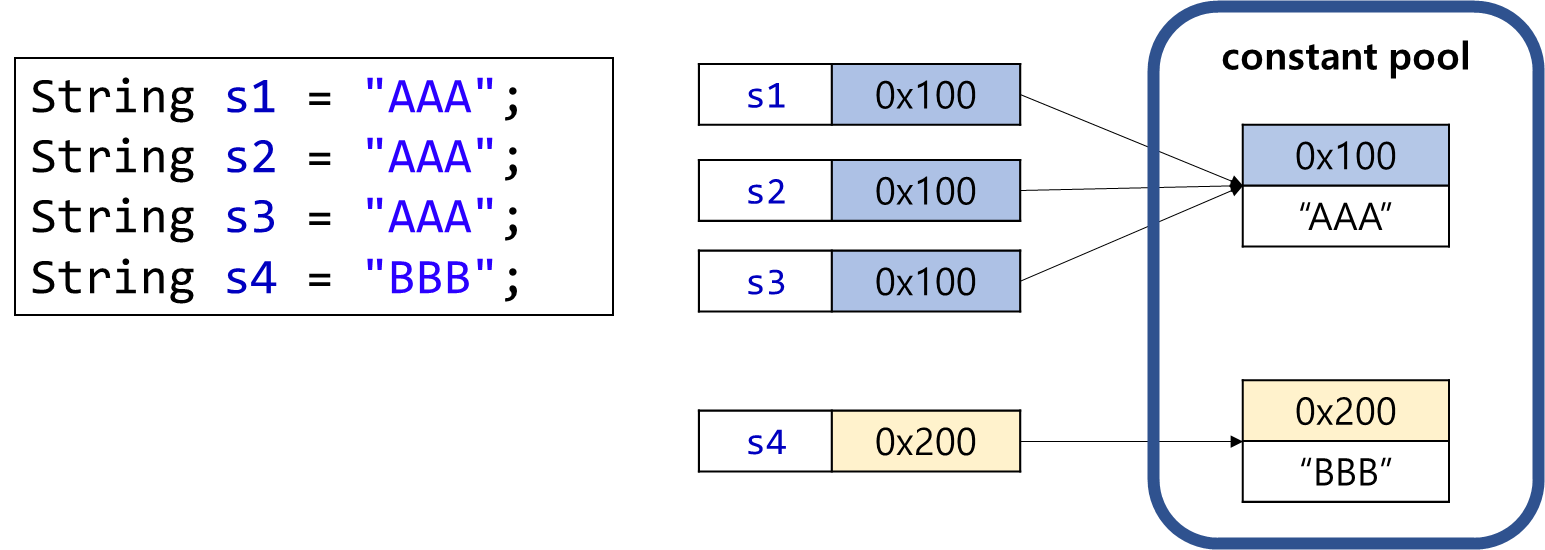 String s1 = "AAA";
String s2 = "AAA";
String s3 = "AAA";
String s4 = "BBB";
s1 0x100
s2 0x100
s3 0x100
s4 0x200
constant pool
0x100
“AAA”
0x200
“BBB”